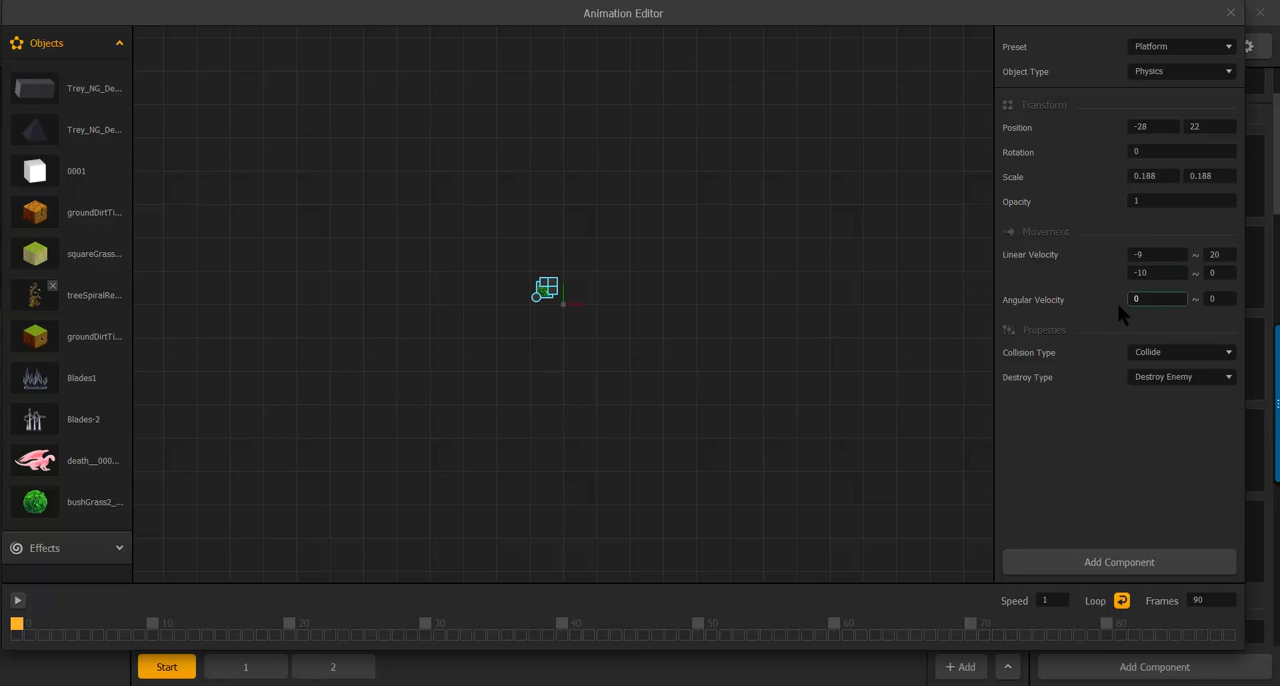 Animation Editor
Objects
Trey_NG_De...
Trey_NG_De...
0001
groundDirtTi...
squareGrass...
treeSpiralRe...
groundDirtTi...
Blades1
Blades-2
death__000...
bushGrass2_...
Effects
Preset Platform
Object Type Physics
Transform
Position -28 22
Rotation 0
Scale 0.188 0.188
Opacity 1
Movement
Linear Velocity -9 ~ 20
-10 ~ 0
Angular Velocity 0 ~ 0
Properties
Collision Type Collide
Destroy Type Destroy Enemy
Add Component
Speed 1 Loop Frames 90
0 10 20 30 40 50 60 70 80
Start 1 2 + Add Add Component